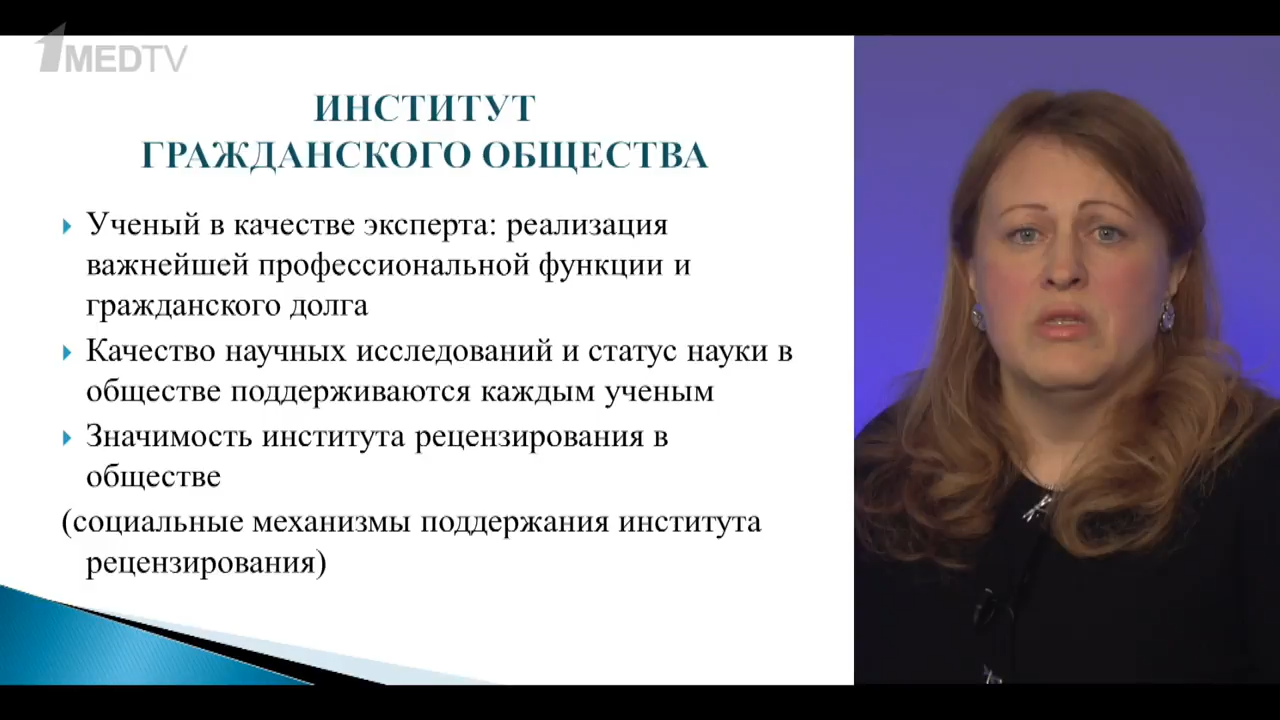 1MEDTV
ИНСТИТУТ
ГРАЖДАНСКОГО ОБЩЕСТВА
Ученый в качестве эксперта: реализация
важнейшей профессиональной функции и
гражданского долга
Качество научных исследований и статус науки в
обществе поддерживаются каждым ученым
Значимость института рецензирования в
обществе
(социальные механизмы поддержания института
рецензирования)